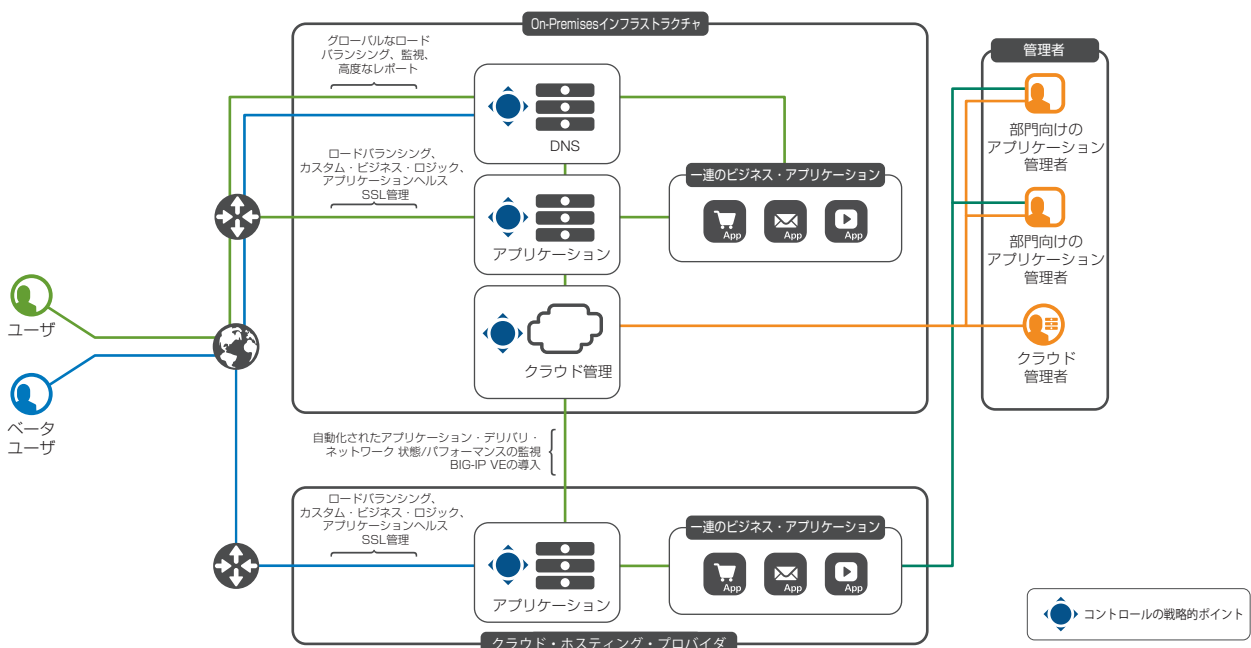 On-Premisesインフラストラクチャ
グローバルなロード
バランシング、監視、
高度なレポート
DNS
ロードバランシング、
カスタム・ビジネス・ロジック、
アプリケーションヘルス
SSL管理
アプリケーション
一連のビジネス・アプリケーション
App
App
App
クラウド管理
管理者
部門向けの
アプリケーション
管理者
部門向けの
アプリケーション
管理者
クラウド
管理者
ユーザ
ベータ
ユーザ
自動化されたアプリケーション・デリバリ・
ネットワーク 状態/パフォーマンスの監視
BIG-IP VEの導入
ロードバランシング、
カスタム・ビジネス・ロジック、
アプリケーションヘルス
SSL管理
アプリケーション
一連のビジネス・アプリケーション
App
App
App
クラウド・ホスティング・プロバイダ
コントロールの戦略的ポイント